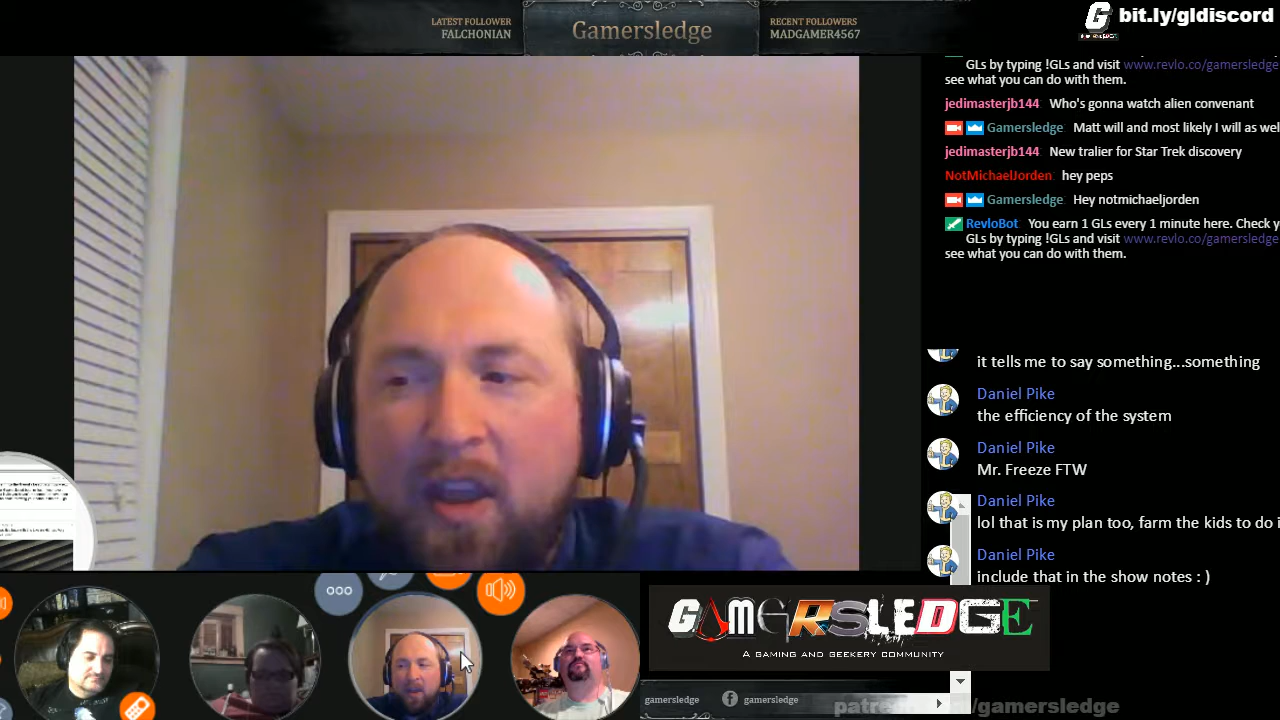 LATEST FOLLOWER
FALCHONIAN
Gamersledge
RECENT FOLLOWERS
MADGAMER4567
bit.ly/gldiscord
GLs by typing !GLs and visit www.revlo.co/gamersledge
see what you can do with them.
jedimasterjb144 Who's gonna watch alien convenant
Gamersledge: Matt will and most likely I will as wel
jedimasterjb144: New tralier for Star Trek discovery
NotMichaelJorden: hey peps
Gamersledge: Hey notmichaeljorden
RevloBot: You earn 1 GLs every 1 minute here. Check y
GLs by typing !GLs and visit www.revlo.co/gamersledge
see what you can do with them.
it tells me to say something...something
Daniel Pike
the efficiency of the system
Daniel Pike
Mr. Freeze FTW
Daniel Pike
lol that is my plan too, farm the kids to do i
Daniel Pike
include that in the show notes : )
GAMERSLEDGE
A GAMING AND GEEKERY COMMUNITY
gamersledge
gamersledge
patreon.com/gamersledge